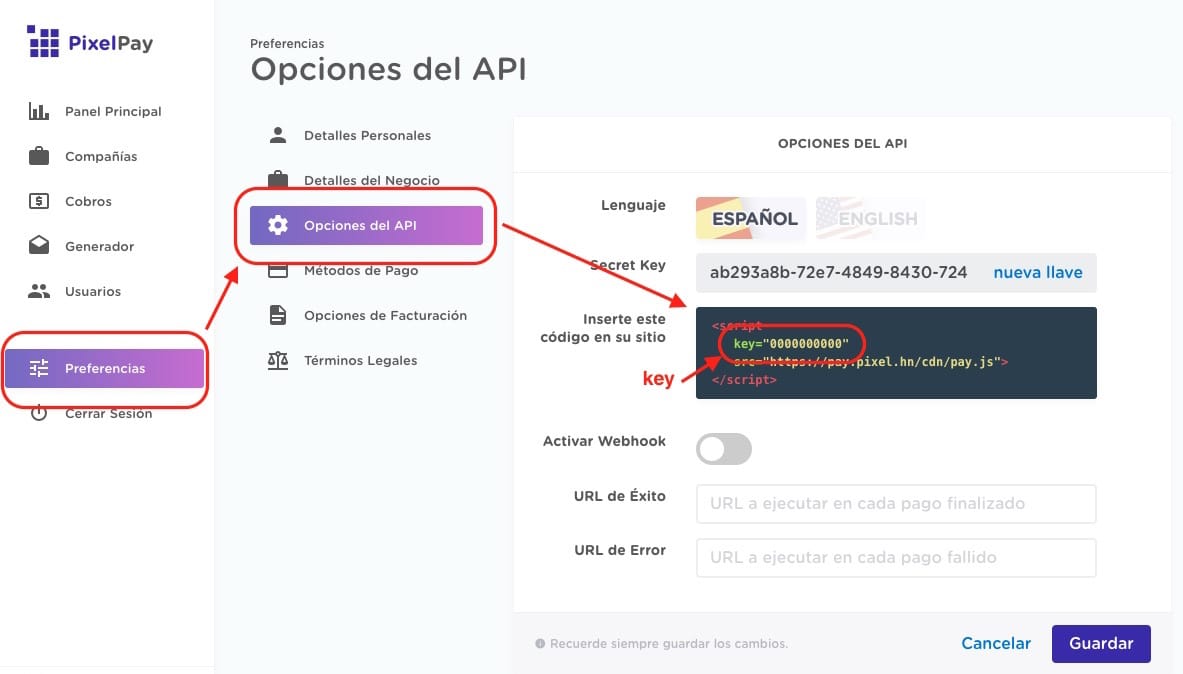 PixelPay
Panel Principal
Compañías
Cobros
Generador
Usuarios
Preferencias
Cerrar Sesión
Preferencias
Opciones del API
Detalles Personales
Detalles del Negocio
Opciones del API
Métodos de Pago
Opciones de Facturación
Términos Legales
OPCIONES DEL API
Lenguaje
ESPAÑOL
ENGLISH
Secret Key
ab293a8b-72e7-4849-8430-724
nueva llave
Inserte este
código en su sitio
<script
key="0000000000"
src="https://pay.pixel.hn/cdn/pay.js">
</script>
key
Activar Webhook
URL de Éxito
URL a ejecutar en cada pago finalizado
URL de Error
URL a ejecutar en cada pago fallido
Recuerde siempre guardar los cambios.
Cancelar
Guardar